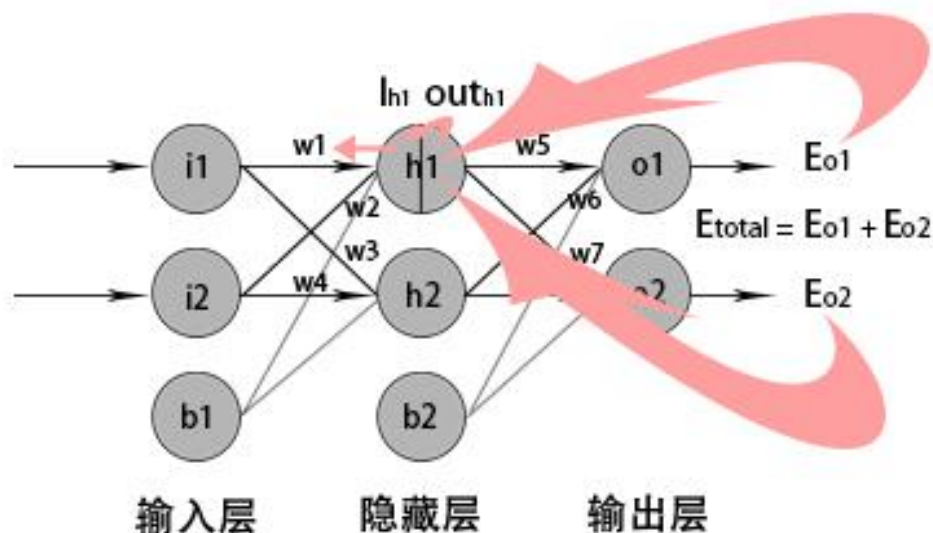 Ih1 outh1
i1 w1 h1 w5 o1 Eo1
w2 w6
Etotal = Eo1 + Eo2
w3 w7
i2 w4 h2 o2 Eo2
b1 b2
输入层 隐藏层 输出层